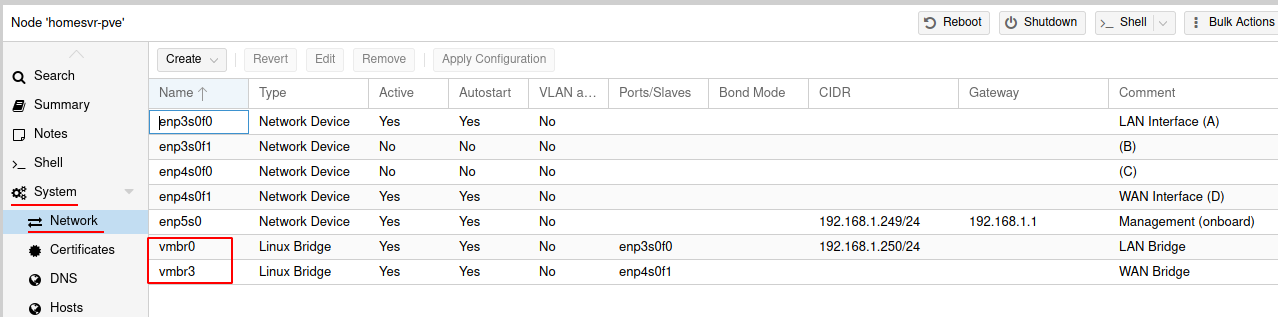 Node 'homesvr-pve'
Reboot Shutdown Shell Bulk Actions
Search
Summary
Notes
Shell
System
Network
Certificates
DNS
Hosts
Create Revert Edit Remove Apply Configuration
Name Type Active Autostart VLAN a... Ports/Slaves Bond Mode CIDR Gateway Comment
enp3s0f0 Network Device Yes Yes No LAN Interface (A)
enp3s0f1 Network Device No No No (B)
enp4s0f0 Network Device No No No (C)
enp4s0f1 Network Device Yes Yes No WAN Interface (D)
enp5s0 Network Device Yes Yes No 192.168.1.249/24 192.168.1.1 Management (onboard)
vmbr0 Linux Bridge Yes Yes No enp3s0f0 192.168.1.250/24 LAN Bridge
vmbr3 Linux Bridge Yes Yes No enp4s0f1 WAN Bridge